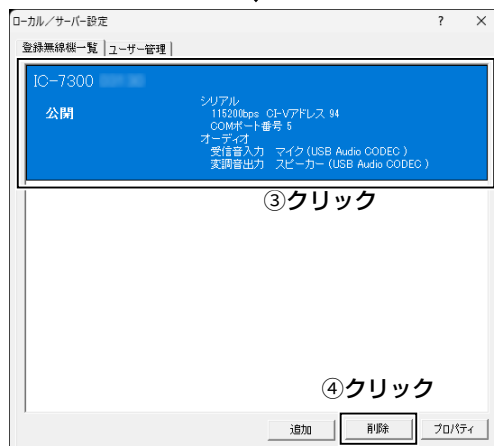 ローカル／サーバー設定 ? ×
登録無線機一覧 ユーザー管理
IC-7300
公開
シリアル
115200bps CI-Vアドレス 94
COMポート番号 5
オーディオ
受信音入力 マイク (USB Audio CODEC )
変調音出力 スピーカー (USB Audio CODEC )
③クリック
④クリック
追加 削除 プロパティ